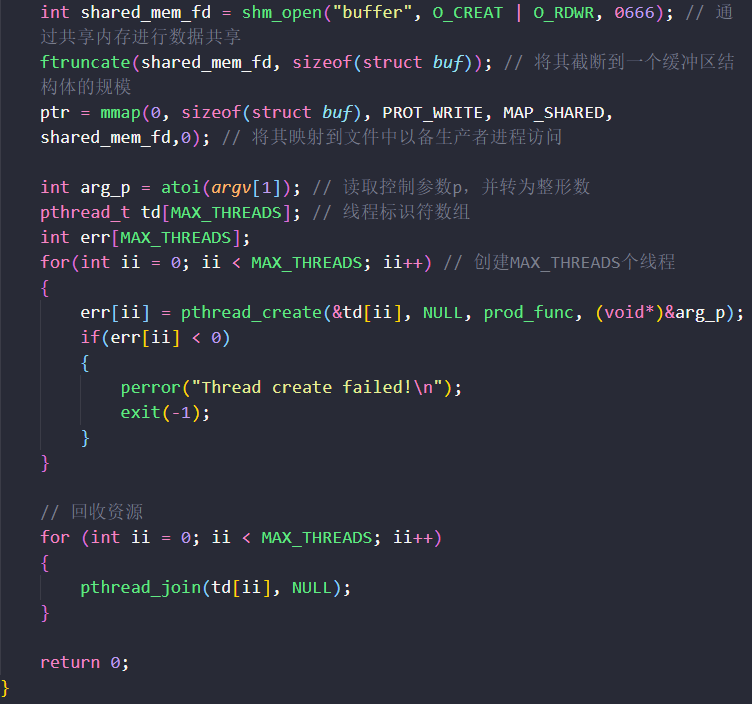 int shared_mem_fd = shm_open("buffer", O_CREAT | O_RDWR, 0666); // 通
过共享内存进行数据共享
ftruncate(shared_mem_fd, sizeof(struct buf)); // 将其截断到一个缓冲区结
构体的规模
ptr = mmap(0, sizeof(struct buf), PROT_WRITE, MAP_SHARED,
shared_mem_fd,0); // 将其映射到文件中以备生产者进程访问
int arg_p = atoi(argv[1]); // 读取控制参数p，并转为整形数
pthread_t td[MAX_THREADS]; // 线程标识符数组
int err[MAX_THREADS];
for(int ii = 0; ii < MAX_THREADS; ii++) // 创建MAX_THREADS个线程
{
err[ii] = pthread_create(&td[ii], NULL, prod_func, (void*)&arg_p);
if(err[ii] < 0)
{
perror("Thread create failed!\n");
exit(-1);
}
}
// 回收资源
for (int ii = 0; ii < MAX_THREADS; ii++)
{
pthread_join(td[ii], NULL);
}
return 0;
}